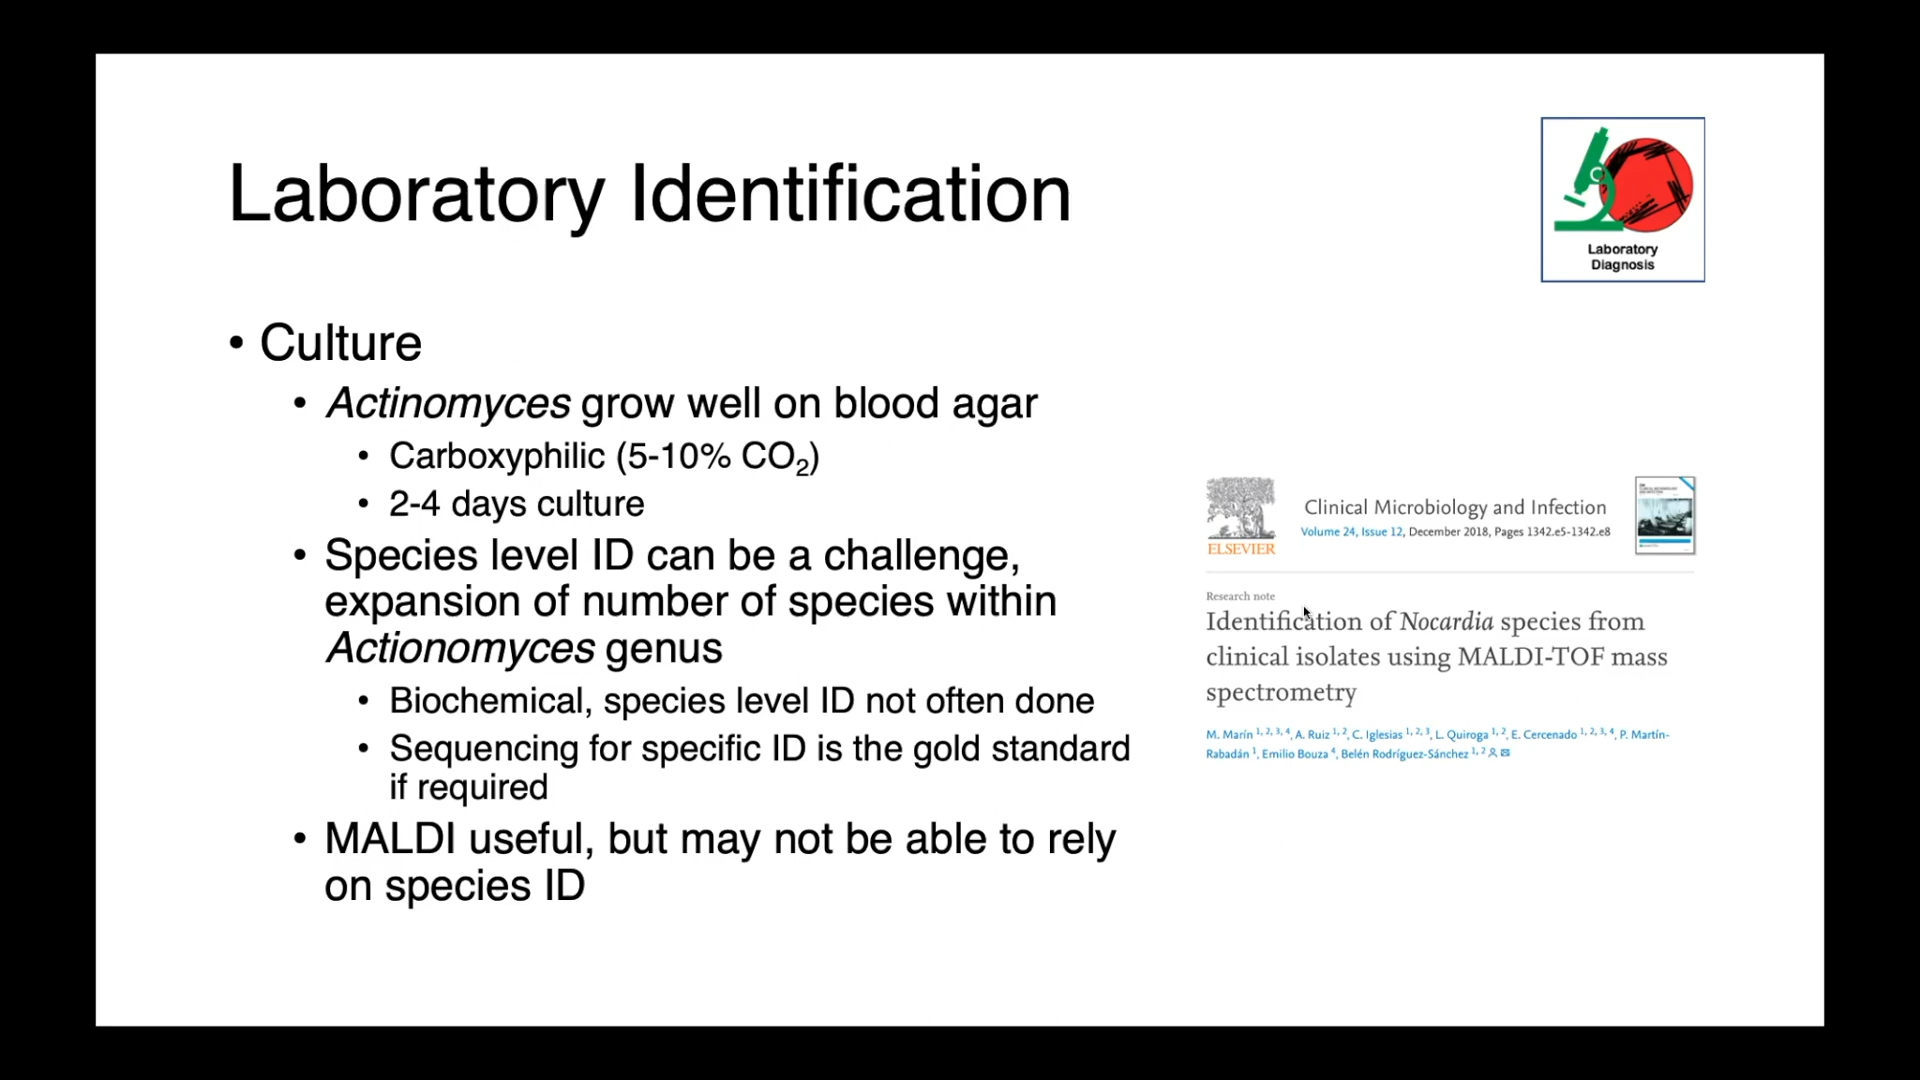 Laboratory Identification
Laboratory
Diagnosis
• Culture
• Actinomyces grow well on blood agar
• Carboxyphilic (5-10% CO₂)
• 2-4 days culture
• Species level ID can be a challenge,
expansion of number of species within
Actionomyces genus
• Biochemical, species level ID not often done
• Sequencing for specific ID is the gold standard
if required
• MALDI useful, but may not be able to rely
on species ID
ELSEVIER
Clinical Microbiology and Infection
Volume 24, Issue 12, December 2018, Pages 1342.e5-1342.e8
Research note
Identification of Nocardia species from
clinical isolates using MALDI-TOF mass
spectrometry
M. Marín 1, 2, 3, 4, A. Ruiz 1, 2, C. Iglesias 1, 2, 3, L. Quiroga 1, 2, E. Cercenado 1, 2, 3, 4, P. Martín-
Rabadán 1, Emilio Bouza 4, Belén Rodríguez-Sánchez 1, 2